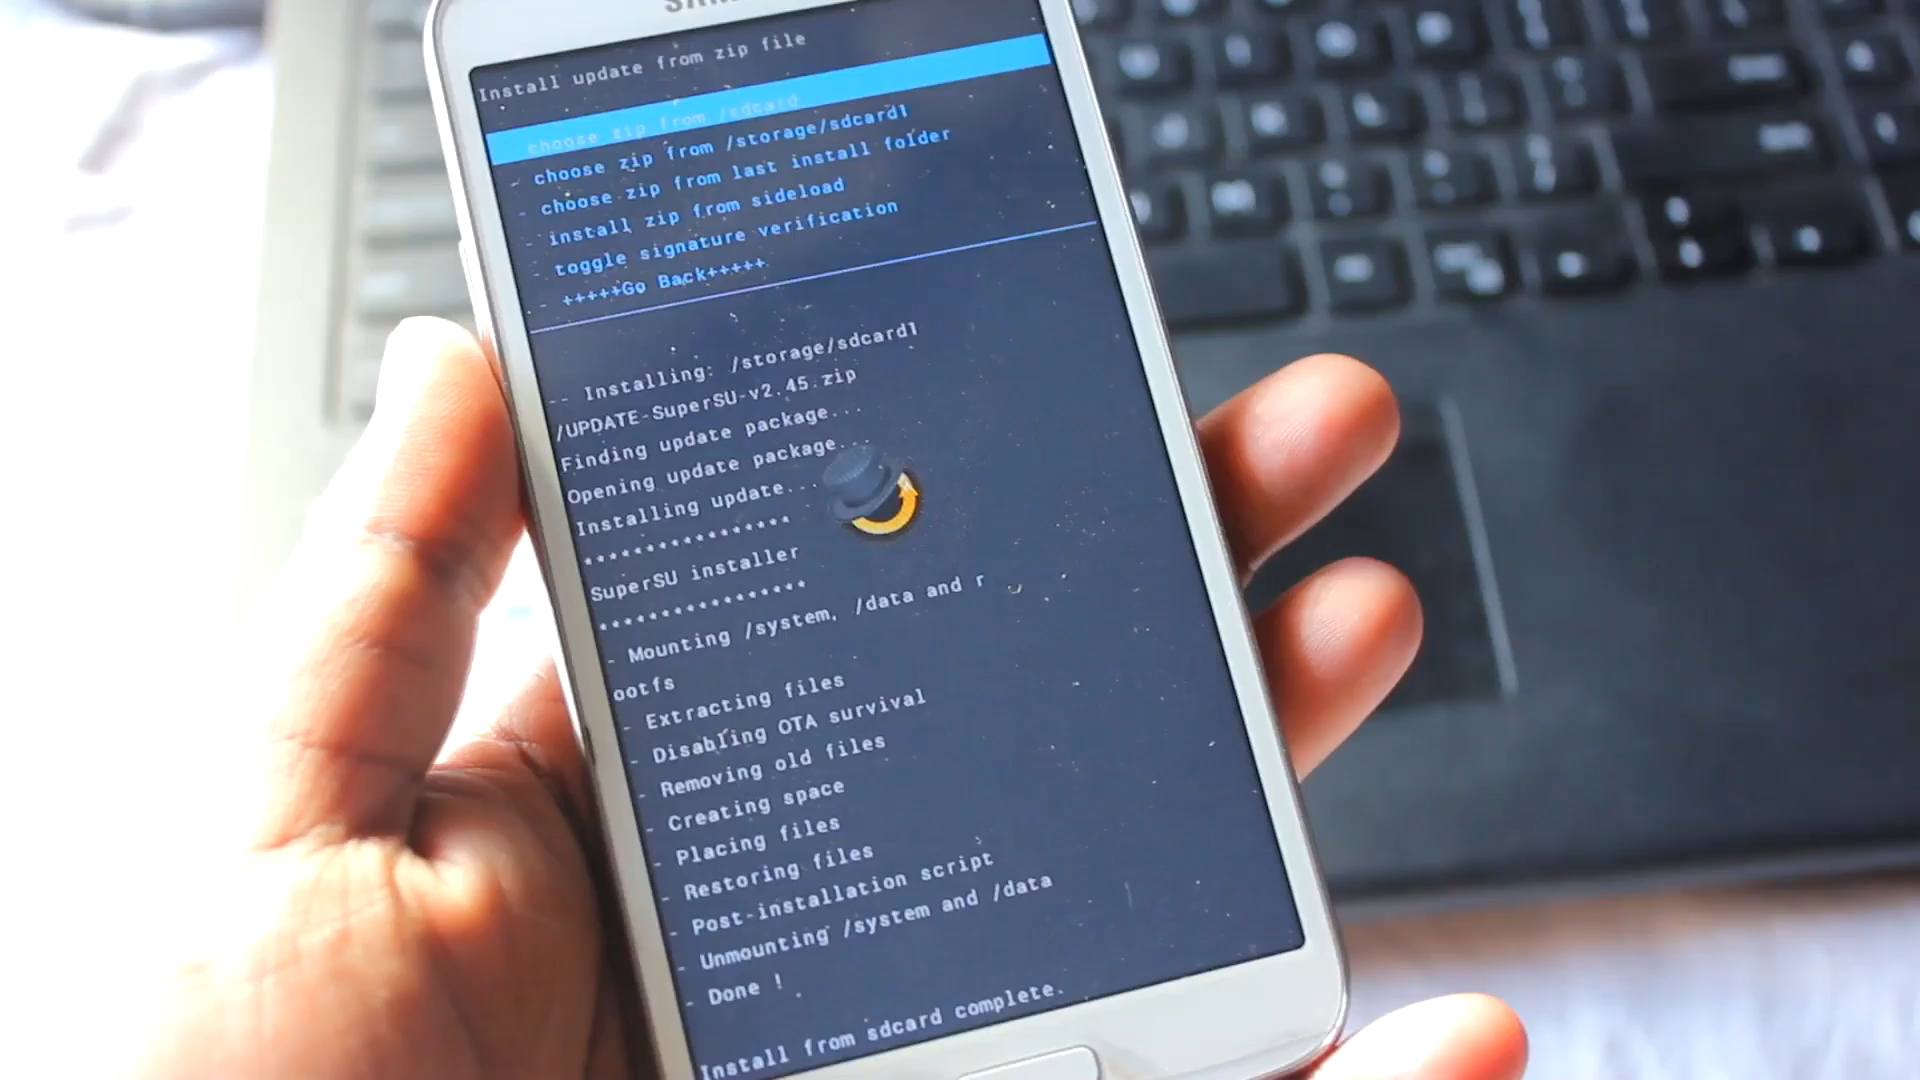 Install update from zip file
choose zip from /sdcard
- choose zip from /storage/sdcard1
- choose zip from last install folder
- install zip from sideload
- toggle signature verification
- +++++Go Back+++++
-- Installing: /storage/sdcard1
/UPDATE-SuperSU-v2.45.zip
Finding update package...
Opening update package...
Installing update...
*****************
SuperSU installer
*****************
- Mounting /system, /data and r
ootfs
- Extracting files
- Disabling OTA survival
- Removing old files
- Creating space
- Placing files
- Restoring files
- Post-installation script
- Unmounting /system and /data
- Done !
Install from sdcard complete.